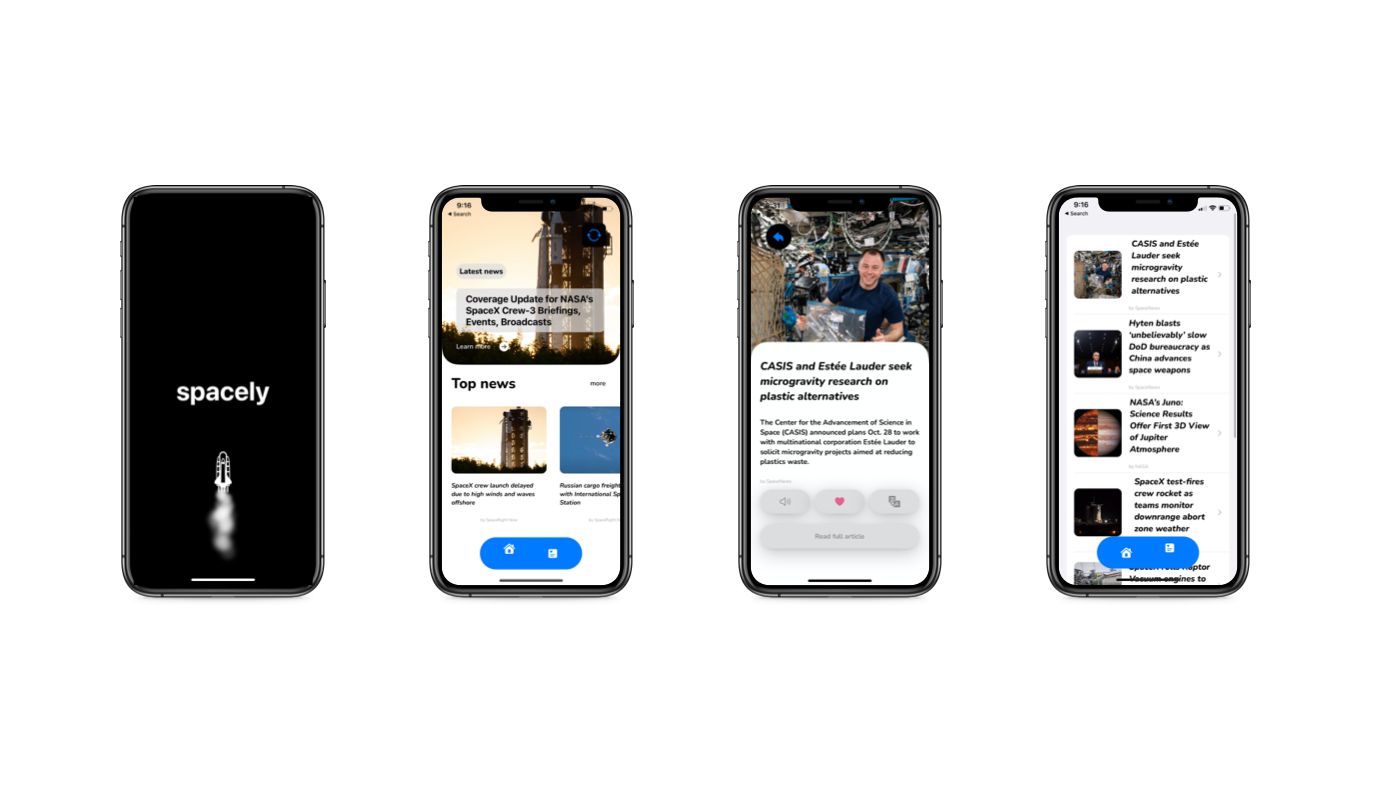 spacely
9:16
Search
Latest news
Coverage Update for NASA's
SpaceX Crew-3 Briefings,
Events, Broadcasts
Learn more
Top news
more
SpaceX crew launch delayed
due to high winds and waves
offshore
by SpaceFlight Now
Russian cargo freight
with International Sp
Station
by SpaceFlight
CASIS and Estée Lauder seek
microgravity research on
plastic alternatives
The Center for the Advancement of Science in
Space (CASIS) announced plans Oct. 28 to work
with multinational corporation Estée Lauder to
solicit microgravity projects aimed at reducing
plastics waste.
by SpaceNews
Read full article
9:16
Search
CASIS and Estée
Lauder seek
microgravity
research on plastic
alternatives
by SpaceNews
Hyten blasts
'unbelievably' slow
DoD bureaucracy as
China advances
space weapons
by SpaceNews
NASA's Juno:
Science Results
Offer First 3D View
of Jupiter
Atmosphere
by NASA
SpaceX test-fires
crew rocket as
teams monitor
downrange abort
zone weather
SpaceX Raptor
Vacuum engines to